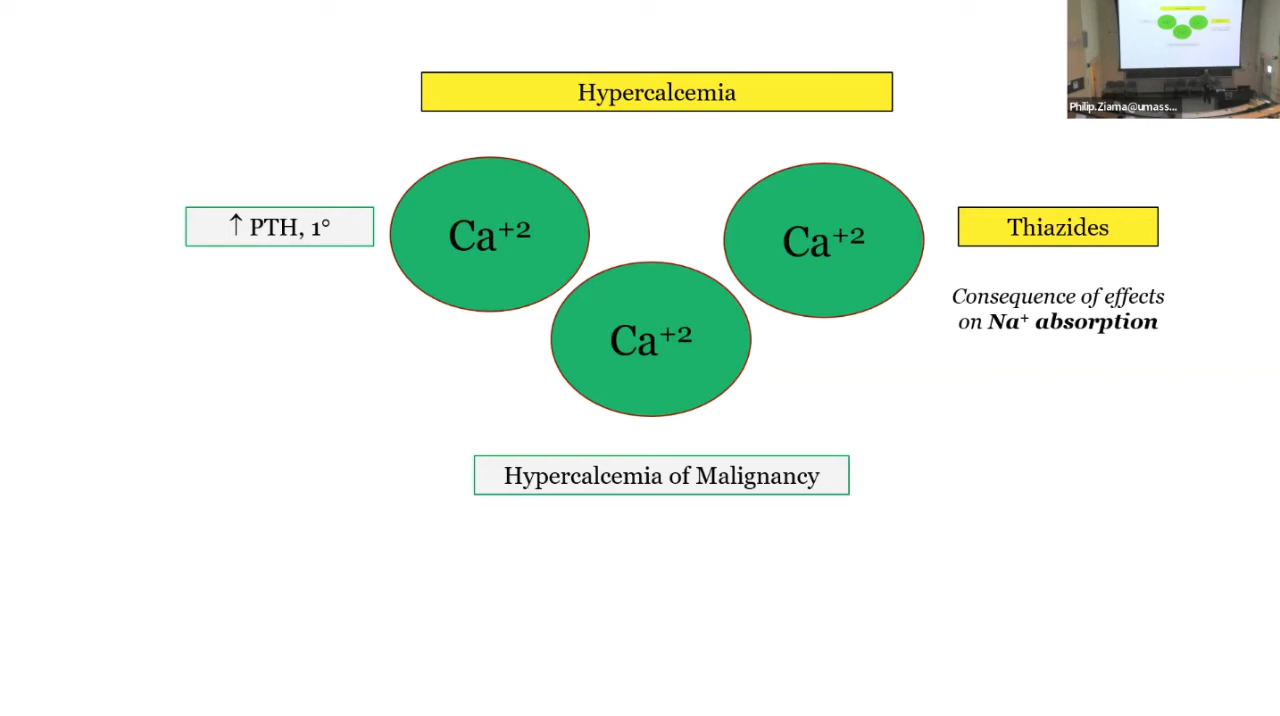 Philip.Ziama@umass...
Hypercalcemia
↑ PTH, 1°
Ca+2
Ca+2
Thiazides
Consequence of effects
on Na+ absorption
Ca+2
Hypercalcemia of Malignancy